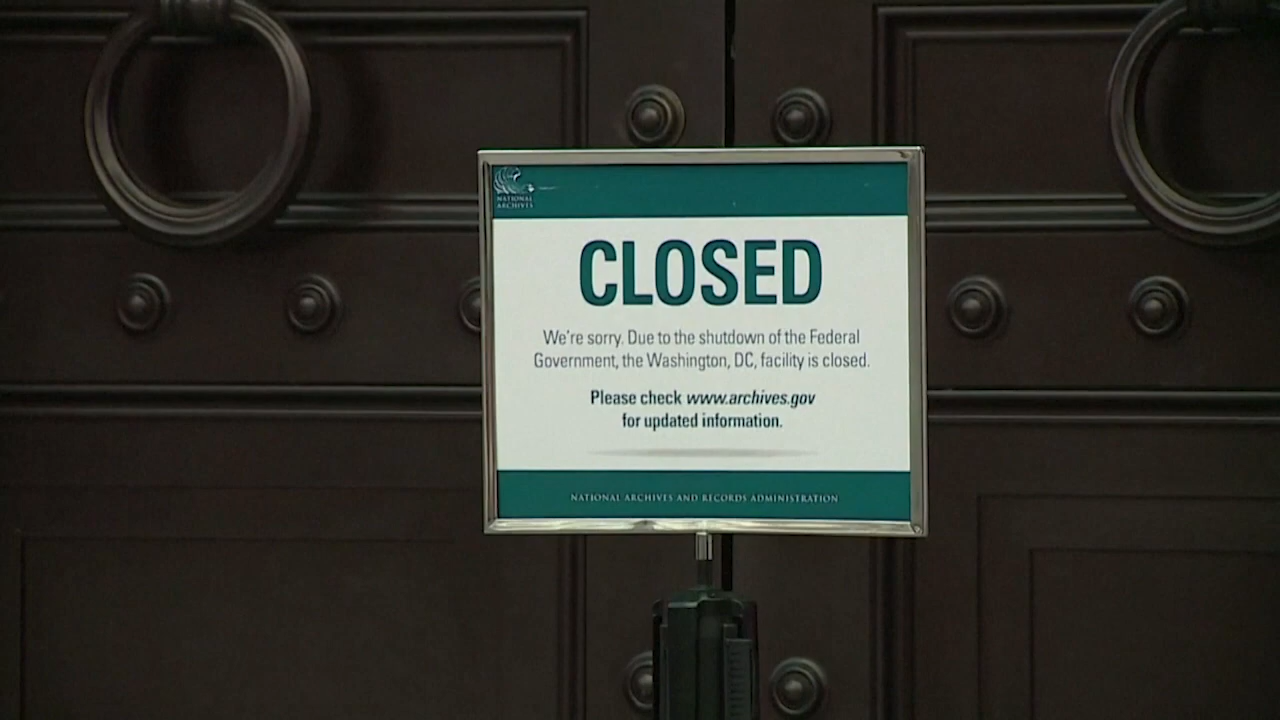 NATIONAL
ARCHIVES
CLOSED
We're sorry. Due to the shutdown of the Federal
Government, the Washington, DC, facility is closed.
Please check www.archives.gov
for updated information.
NATIONAL ARCHIVES AND RECORDS ADMINISTRATION